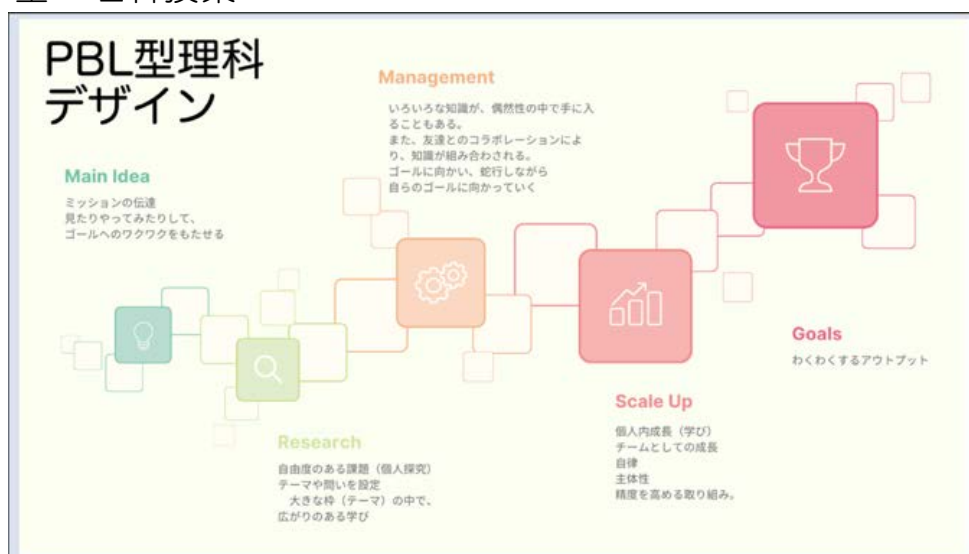 PBL型理科
デザイン
Main Idea
ミッションの伝達
見たりやってみたりして、
ゴールへのワクワクをもたせる
Research
自由度のある課題（個人探究）
テーマや問いを設定
大きな枠（テーマ）の中で、
広がりのある学び
Management
いろいろな知識が、偶然性の中で手に入
ることもある。
また、友達とのコラボレーションによ
り、知識が組み合わされる。
ゴールに向かい、蛇行しながら
自らのゴールに向かっていく
Scale Up
個人内成長（学び）
チームとしての成長
自律
主体性
精度を高める取り組み。
Goals
わくわくするアウトプット